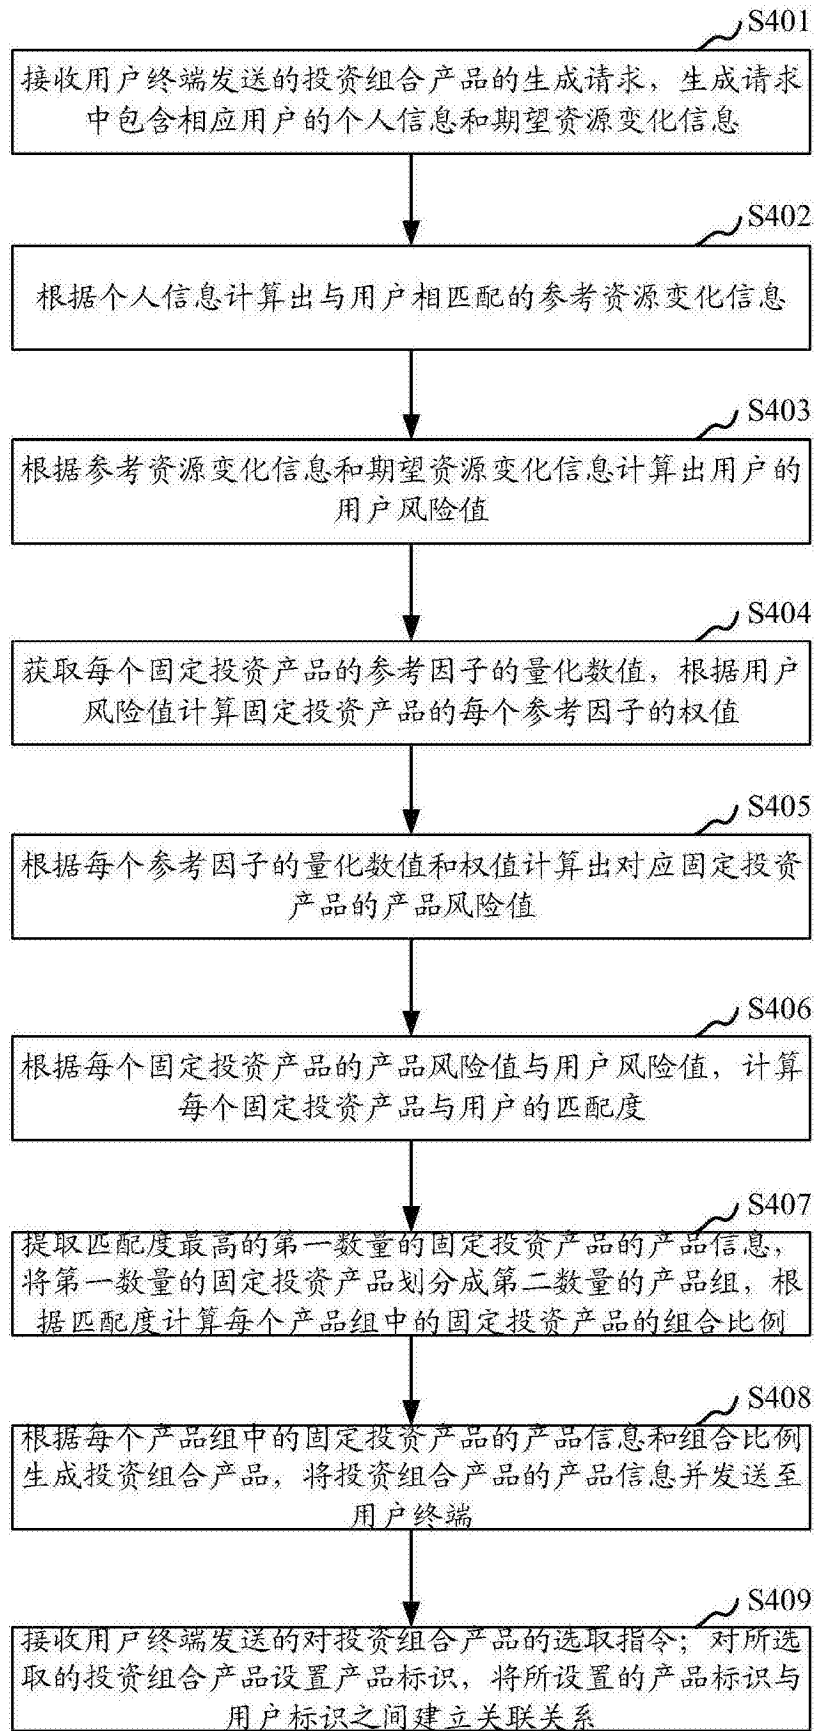 S401
接收用户终端发送的投资组合产品的生成请求，生成请求
中包含相应用户的个人信息和期望资源变化信息
S402
根据个人信息计算出与用户相匹配的参考资源变化信息
S403
根据参考资源变化信息和期望资源变化信息计算出用户的
用户风险值
S404
获取每个固定投资产品的参考因子的量化数值，根据用户
风险值计算固定投资产品的每个参考因子的权值
S405
根据每个参考因子的量化数值和权值计算出对应固定投资
产品的产品风险值
S406
根据每个固定投资产品的产品风险值与用户风险值，计算
每个固定投资产品与用户的匹配度
S407
提取匹配度最高的第一数量的固定投资产品的产品信息，
将第一数量的固定投资产品划分成第二数量的产品组，根
据匹配度计算每个产品组中的固定投资产品的组合比例
S408
根据每个产品组中的固定投资产品的产品信息和组合比例
生成投资组合产品，将投资组合产品的产品信息并发送至
用户终端
S409
接收用户终端发送的对投资组合产品的选取指令；对所选
取的投资组合产品设置产品标识，将所设置的产品标识与
用户标识之间建立关联关系